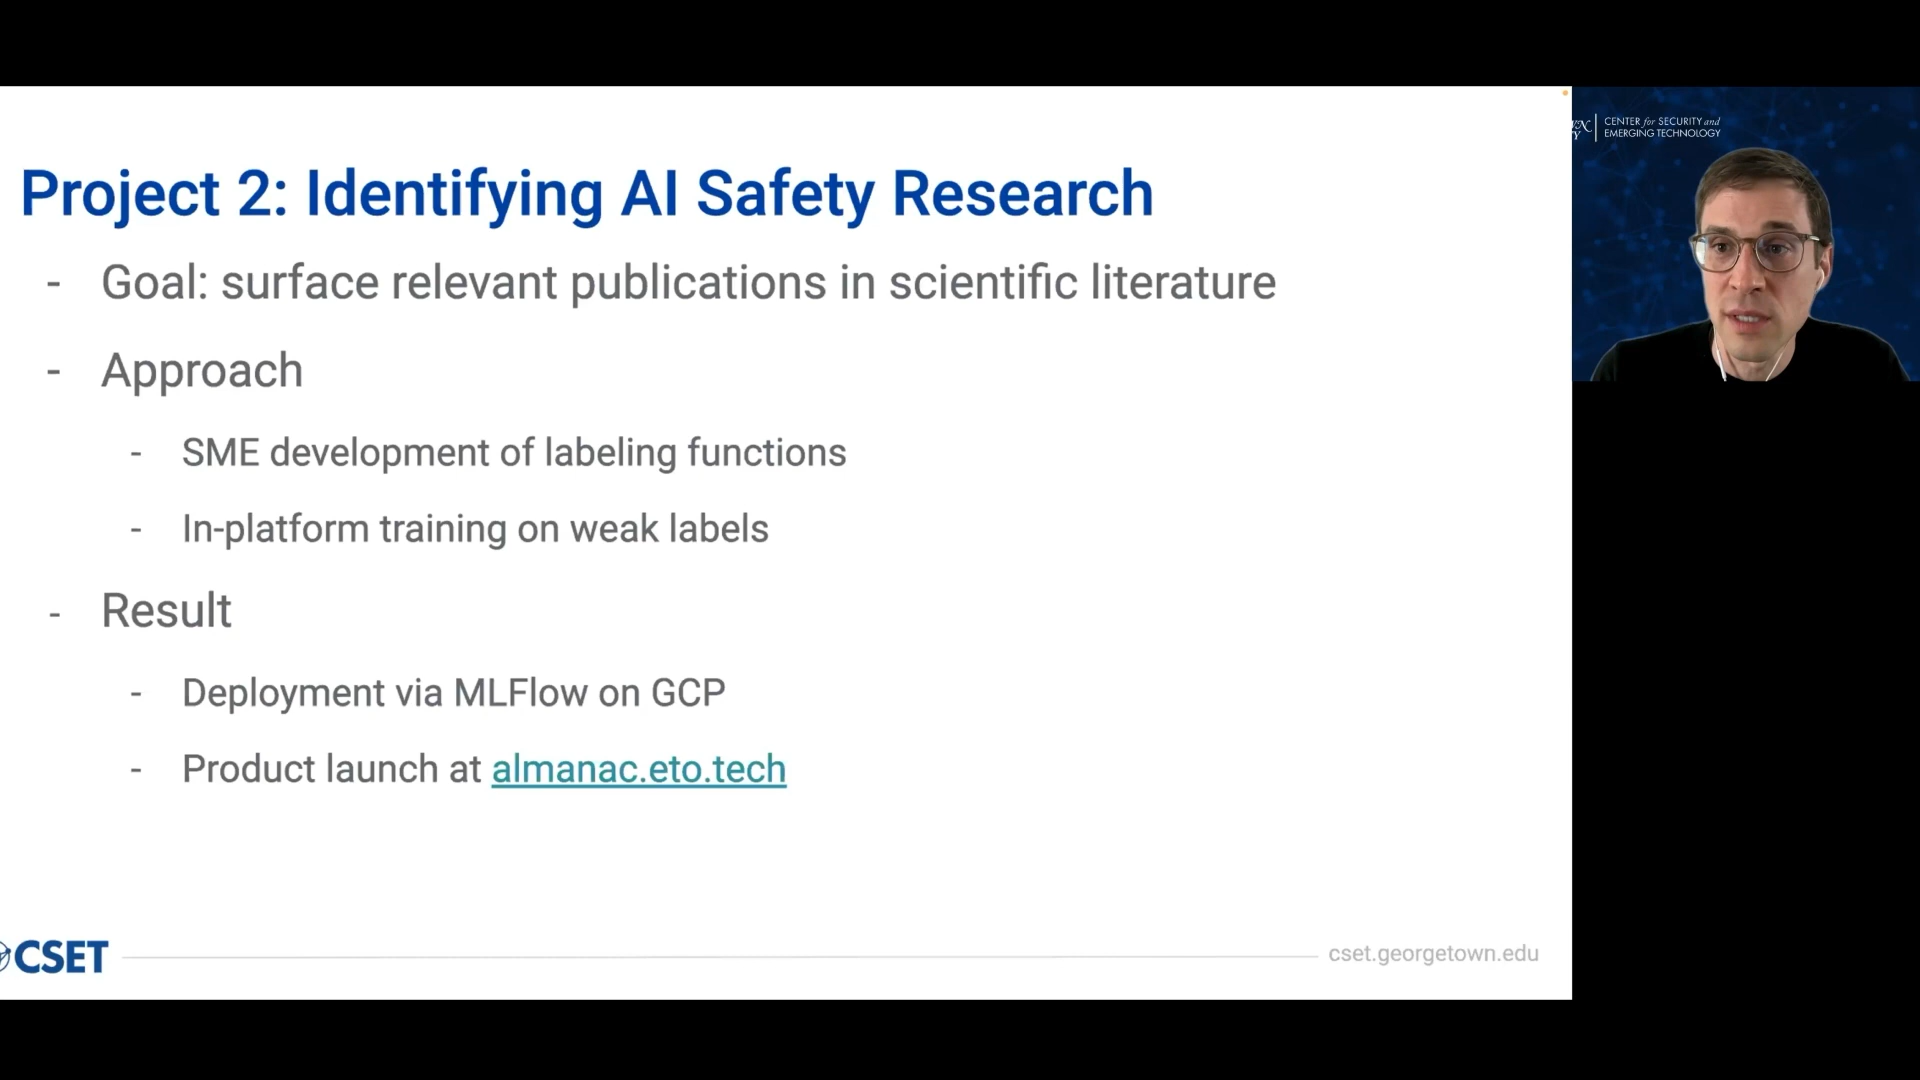 Project 2: Identifying AI Safety Research
- Goal: surface relevant publications in scientific literature
- Approach
- SME development of labeling functions
- In-platform training on weak labels
- Result
- Deployment via MLFlow on GCP
- Product launch at almanac.eto.tech
CSET
cset.georgetown.edu
CENTER for SECURITY and
EMERGING TECHNOLOGY